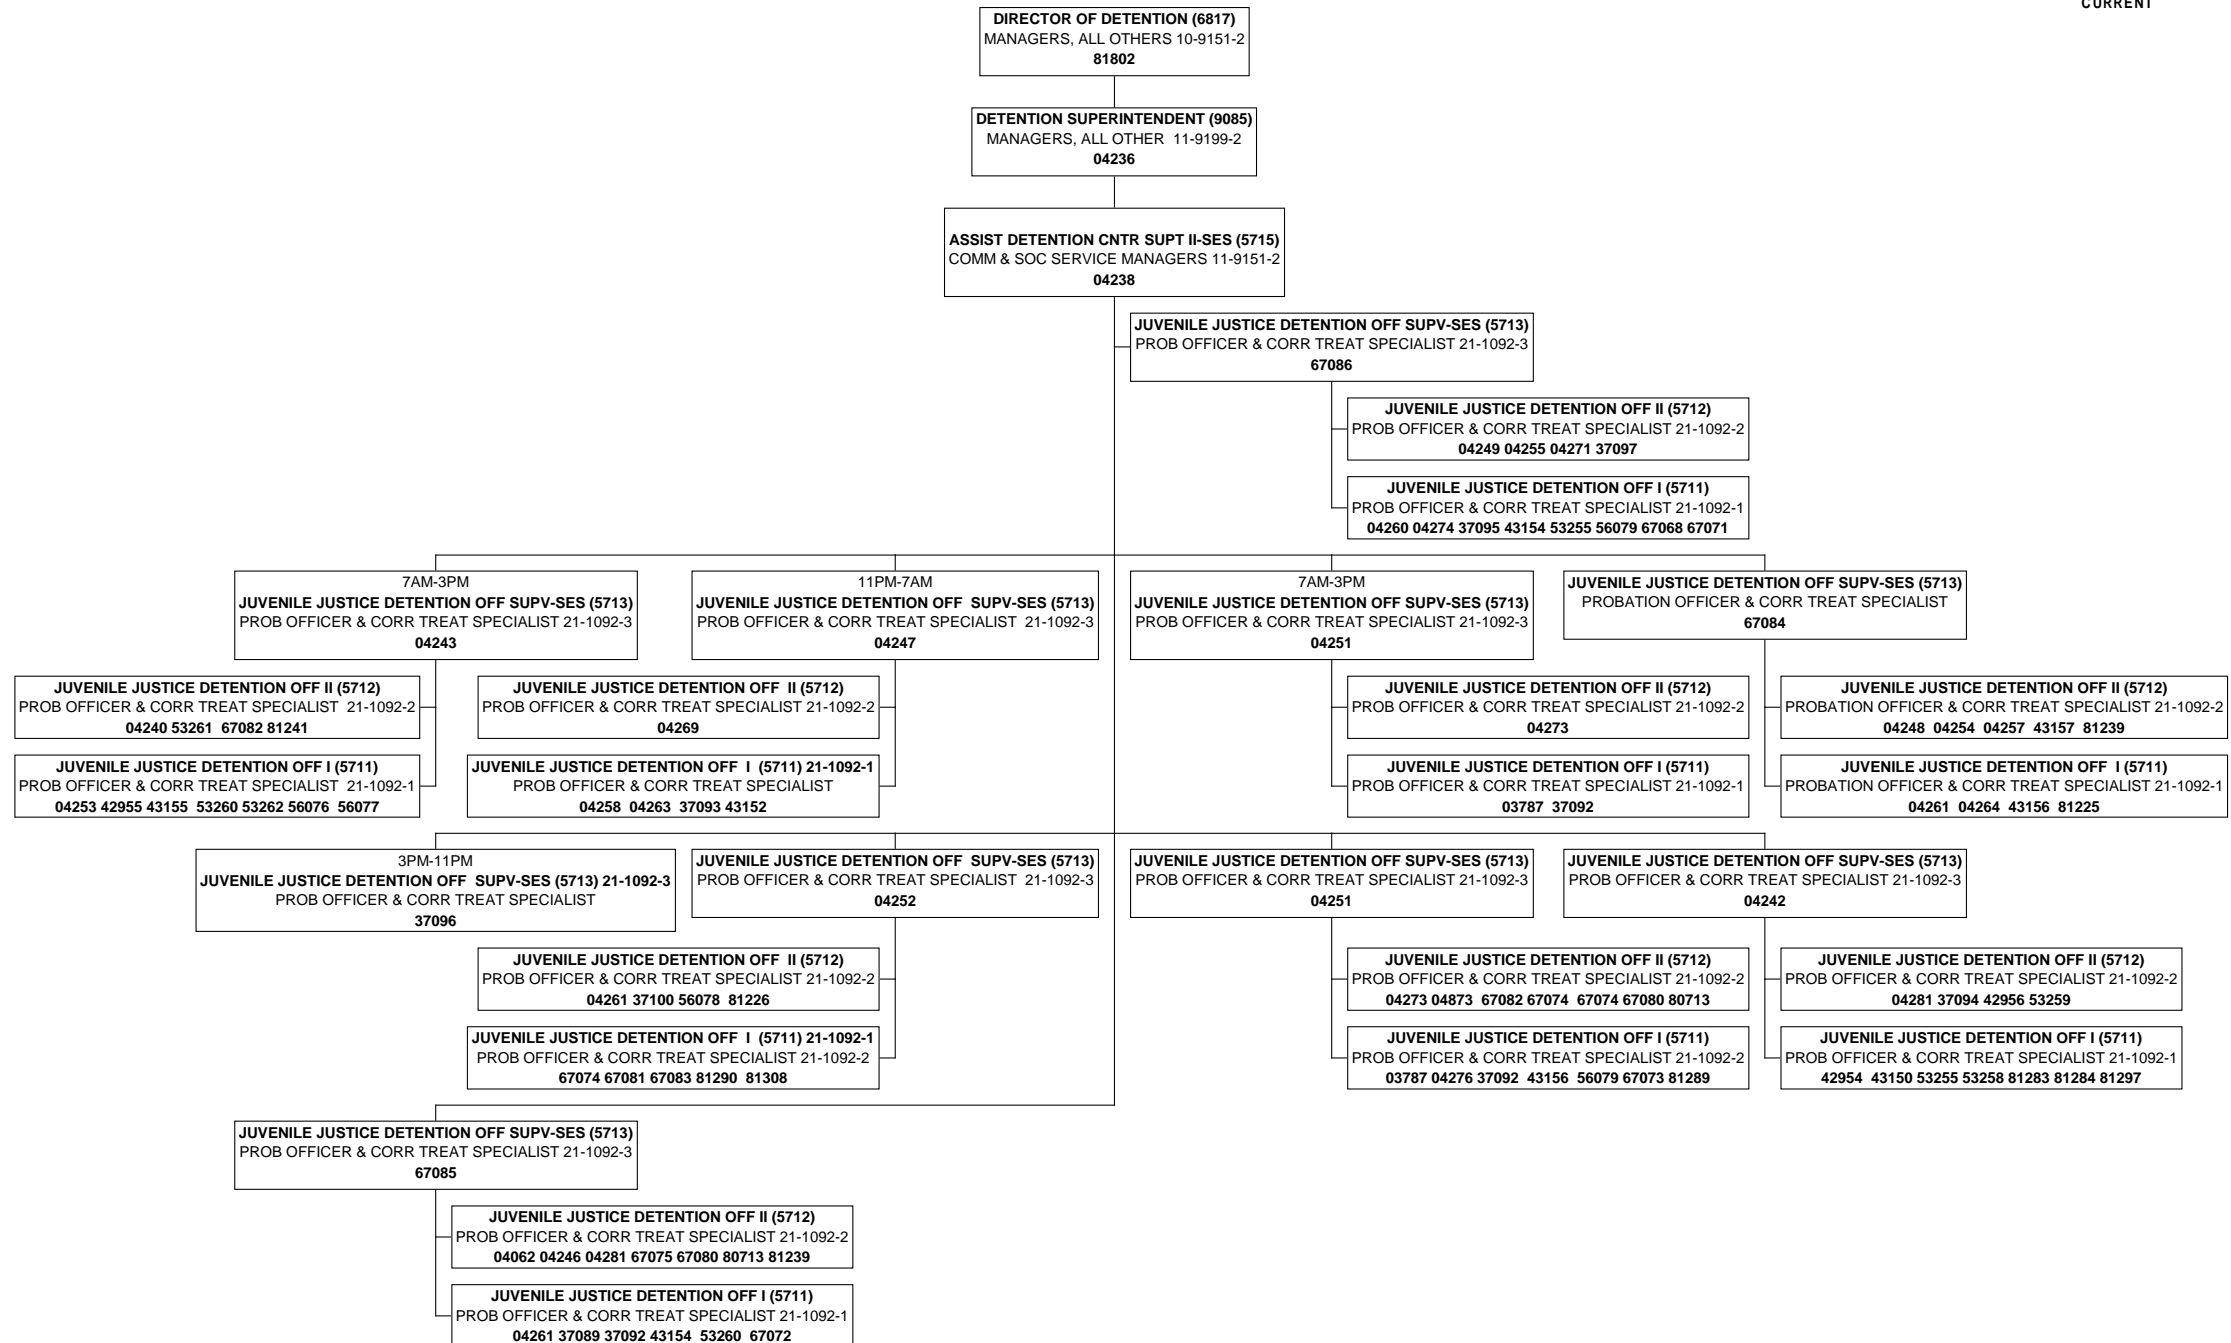 CURRENT
DIRECTOR OF DETENTION (6817)
MANAGERS, ALL OTHERS 10-9151-2
81802
DETENTION SUPERINTENDENT (9085)
MANAGERS, ALL OTHER 11-9199-2
04236
ASSIST DETENTION CNTR SUPT II-SES (5715)
COMM & SOC SERVICE MANAGERS 11-9151-2
04238
JUVENILE JUSTICE DETENTION OFF SUPV-SES (5713)
PROB OFFICER & CORR TREAT SPECIALIST 21-1092-3
67086
JUVENILE JUSTICE DETENTION OFF II (5712)
PROB OFFICER & CORR TREAT SPECIALIST 21-1092-2
04249 04255 04271 37097
JUVENILE JUSTICE DETENTION OFF I (5711)
PROB OFFICER & CORR TREAT SPECIALIST 21-1092-1
04260 04274 37095 43154 53255 56079 67068 67071
7AM-3PM
JUVENILE JUSTICE DETENTION OFF SUPV-SES (5713)
PROB OFFICER & CORR TREAT SPECIALIST 21-1092-3
04243
11PM-7AM
JUVENILE JUSTICE DETENTION OFF SUPV-SES (5713)
PROB OFFICER & CORR TREAT SPECIALIST 21-1092-3
04247
7AM-3PM
JUVENILE JUSTICE DETENTION OFF SUPV-SES (5713)
PROB OFFICER & CORR TREAT SPECIALIST 21-1092-3
04251
JUVENILE JUSTICE DETENTION OFF SUPV-SES (5713)
PROBATION OFFICER & CORR TREAT SPECIALIST
67084
JUVENILE JUSTICE DETENTION OFF II (5712)
PROB OFFICER & CORR TREAT SPECIALIST 21-1092-2
04240 53261 67082 81241
JUVENILE JUSTICE DETENTION OFF II (5712)
PROB OFFICER & CORR TREAT SPECIALIST 21-1092-2
04269
JUVENILE JUSTICE DETENTION OFF II (5712)
PROB OFFICER & CORR TREAT SPECIALIST 21-1092-2
04273
JUVENILE JUSTICE DETENTION OFF II (5712)
PROBATION OFFICER & CORR TREAT SPECIALIST 21-1092-2
04248 04254 04257 43157 81239
JUVENILE JUSTICE DETENTION OFF I (5711)
PROB OFFICER & CORR TREAT SPECIALIST 21-1092-1
04253 42955 43155 53260 53262 56076 56077
JUVENILE JUSTICE DETENTION OFF I (5711) 21-1092-1
PROB OFFICER & CORR TREAT SPECIALIST
04258 04263 37093 43152
JUVENILE JUSTICE DETENTION OFF I (5711)
PROB OFFICER & CORR TREAT SPECIALIST 21-1092-1
03787 37092
JUVENILE JUSTICE DETENTION OFF I (5711)
PROBATION OFFICER & CORR TREAT SPECIALIST 21-1092-1
04261 04264 43156 81225
3PM-11PM
JUVENILE JUSTICE DETENTION OFF SUPV-SES (5713) 21-1092-3
PROB OFFICER & CORR TREAT SPECIALIST
37096
JUVENILE JUSTICE DETENTION OFF SUPV-SES (5713)
PROB OFFICER & CORR TREAT SPECIALIST 21-1092-3
04252
JUVENILE JUSTICE DETENTION OFF SUPV-SES (5713)
PROB OFFICER & CORR TREAT SPECIALIST 21-1092-3
04251
JUVENILE JUSTICE DETENTION OFF SUPV-SES (5713)
PROB OFFICER & CORR TREAT SPECIALIST 21-1092-3
04242
JUVENILE JUSTICE DETENTION OFF II (5712)
PROB OFFICER & CORR TREAT SPECIALIST 21-1092-2
04261 37100 56078 81226
JUVENILE JUSTICE DETENTION OFF II (5712)
PROB OFFICER & CORR TREAT SPECIALIST 21-1092-2
04273 04873 67082 67074 67074 67080 80713
JUVENILE JUSTICE DETENTION OFF II (5712)
PROB OFFICER & CORR TREAT SPECIALIST 21-1092-2
04281 37094 42956 53259
JUVENILE JUSTICE DETENTION OFF I (5711) 21-1092-1
PROB OFFICER & CORR TREAT SPECIALIST 21-1092-2
67074 67081 67083 81290 81308
JUVENILE JUSTICE DETENTION OFF I (5711)
PROB OFFICER & CORR TREAT SPECIALIST 21-1092-2
03787 04276 37092 43156 56079 67073 81289
JUVENILE JUSTICE DETENTION OFF I (5711)
PROB OFFICER & CORR TREAT SPECIALIST 21-1092-1
42954 43150 53255 53258 81283 81284 81297
JUVENILE JUSTICE DETENTION OFF SUPV-SES (5713)
PROB OFFICER & CORR TREAT SPECIALIST 21-1092-3
67085
JUVENILE JUSTICE DETENTION OFF II (5712)
PROB OFFICER & CORR TREAT SPECIALIST 21-1092-2
04062 04246 04281 67075 67080 80713 81239
JUVENILE JUSTICE DETENTION OFF I (5711)
PROB OFFICER & CORR TREAT SPECIALIST 21-1092-1
04261 37089 37092 43154 53260 67072